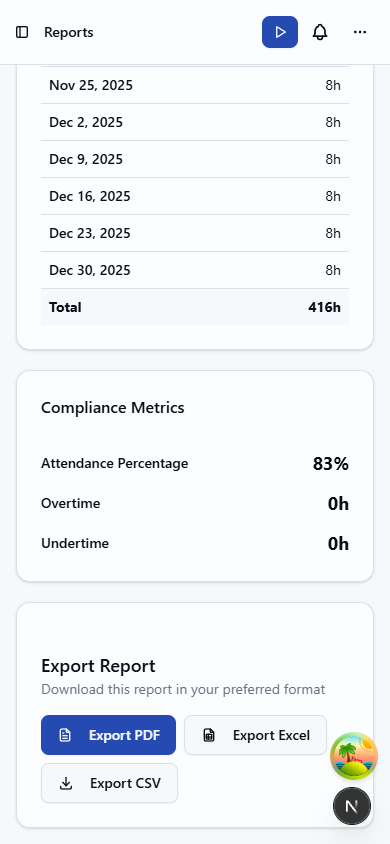 Reports
Nov 25, 2025 8h
Dec 2, 2025 8h
Dec 9, 2025 8h
Dec 16, 2025 8h
Dec 23, 2025 8h
Dec 30, 2025 8h
Total 416h
Compliance Metrics
Attendance Percentage 83%
Overtime 0h
Undertime 0h
Export Report
Download this report in your preferred format
Export PDF Export Excel
Export CSV
N